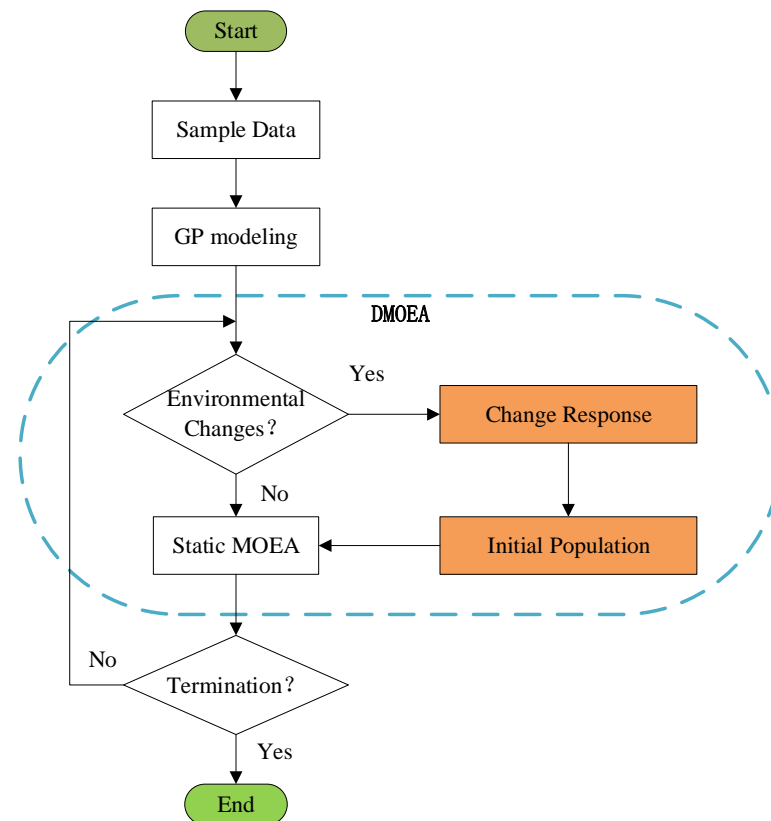 Start
Sample Data
GP modeling
DMOEA
Environmental
Changes？
Yes
Change Response
No
Static MOEA
Initial Population
No
Termination？
Yes
End